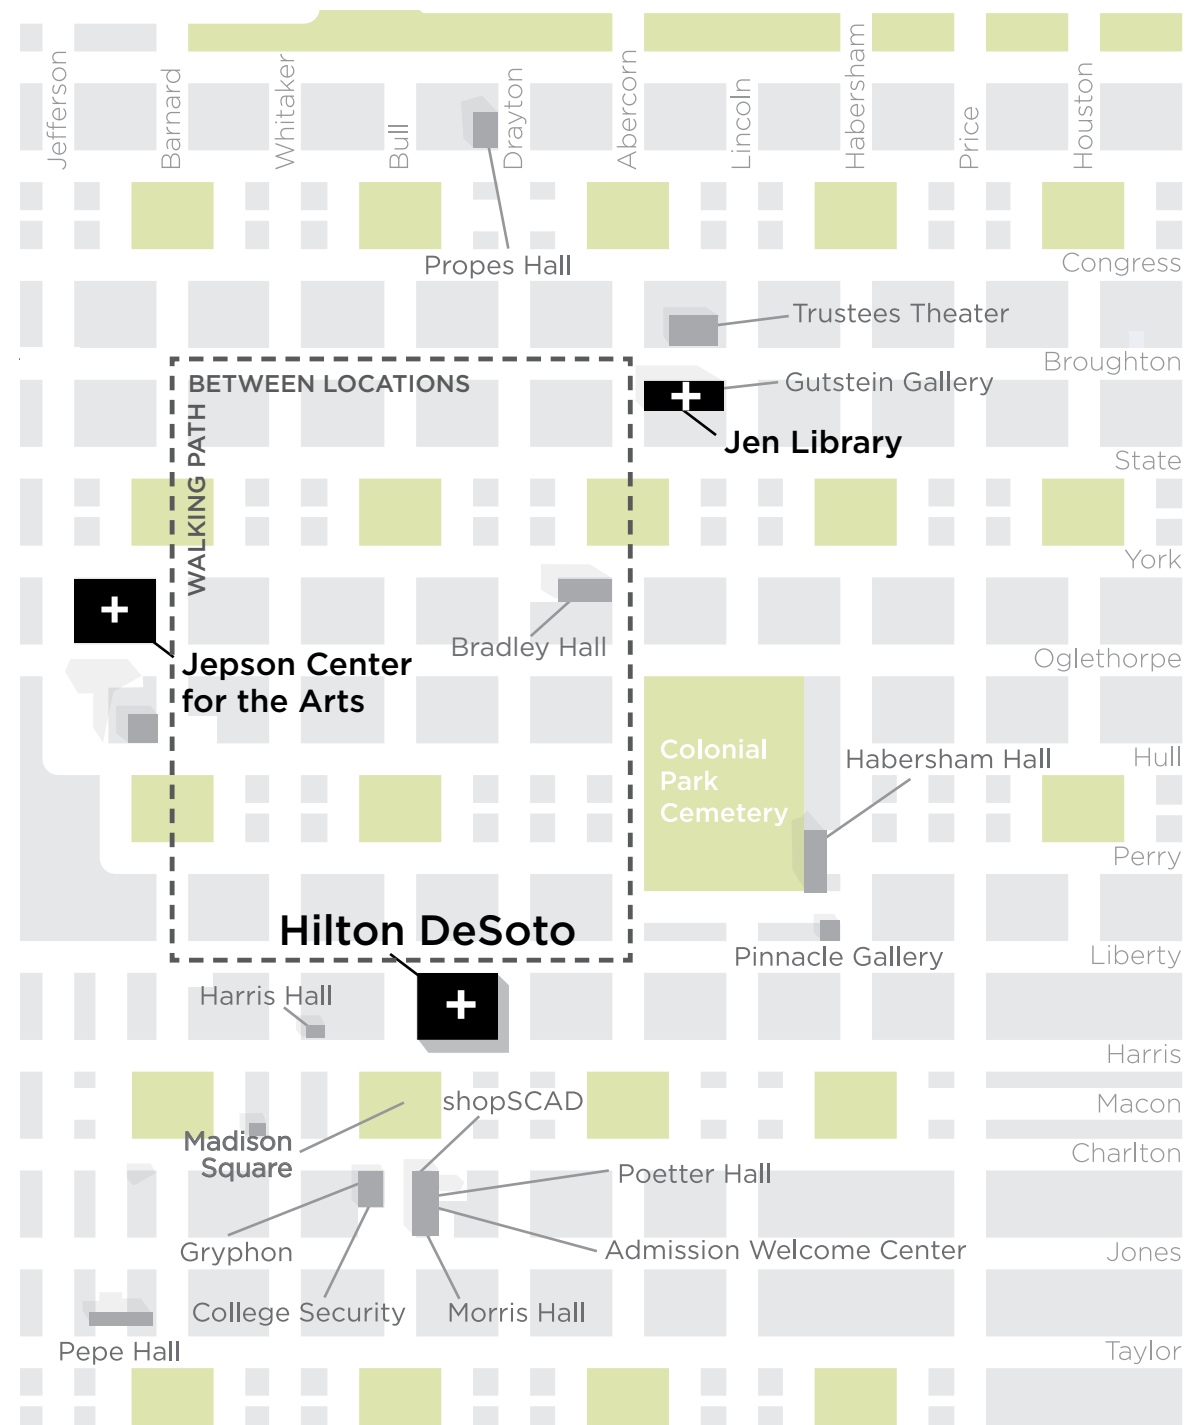 Jefferson
Barnard
Whitaker
Bull
Drayton
Abercorn
Lincoln
Habersham
Price
Houston
Propes Hall
Congress
Trustees Theater
Broughton
BETWEEN LOCATIONS
Gutstein Gallery
WALKING PATH
Jen Library
State
York
Bradley Hall
Oglethorpe
Jepson Center
for the Arts
Colonial
Park
Cemetery
Habersham Hall
Hull
Perry
Hilton DeSoto
Pinnacle Gallery
Liberty
Harris Hall
Harris
shopSCAD
Macon
Madison
Square
Charlton
Poetter Hall
Gryphon
Admission Welcome Center
Jones
College Security
Morris Hall
Pepe Hall
Taylor